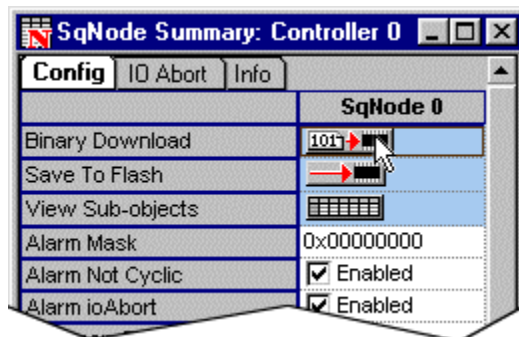 SqNode Summary: Controller 0
Config IO Abort Info
SqNode 0
Binary Download 101
Save To Flash
View Sub-objects
Alarm Mask 0x00000000
Alarm Not Cyclic Enabled
Alarm ioAbort Enabled